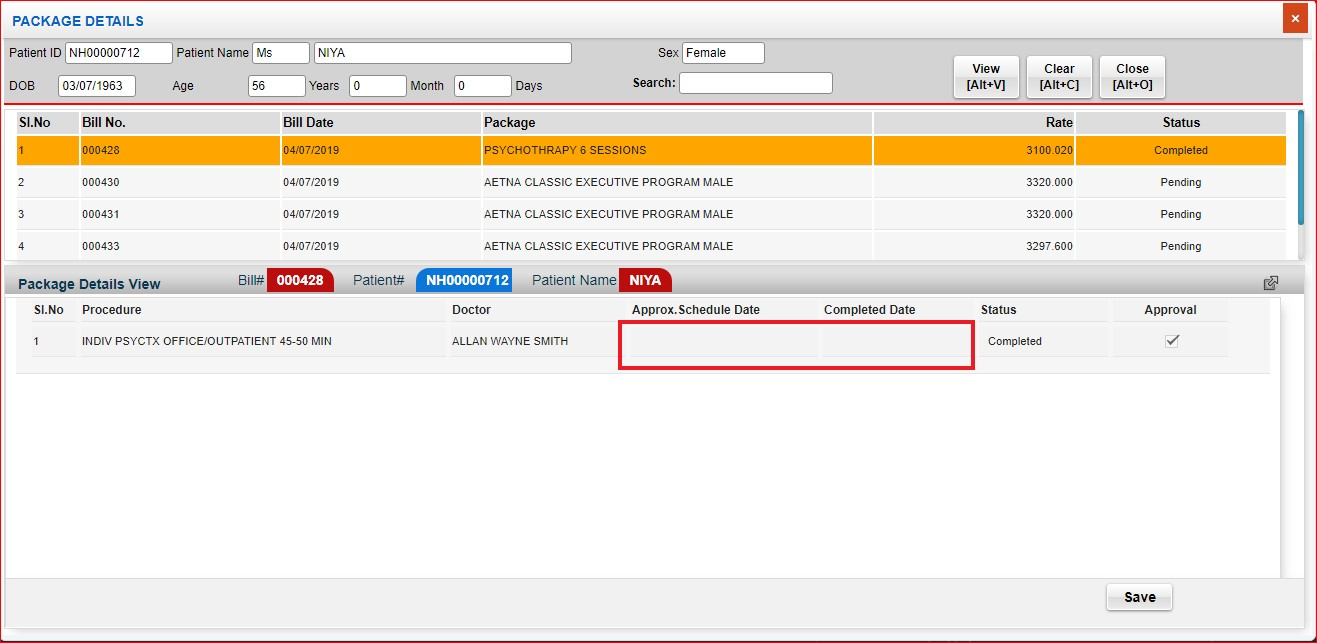 PACKAGE DETAILS ×
Patient ID NH00000712 Patient Name Ms NIYA Sex Female
DOB 03/07/1963 Age 56 Years 0 Month 0 Days Search:
View [Alt+V] Clear [Alt+C] Close [Alt+O]
Sl.No Bill No. Bill Date Package Rate Status
1 000428 04/07/2019 PSYCHOTHRAPY 6 SESSIONS 3100.020 Completed
2 000430 04/07/2019 AETNA CLASSIC EXECUTIVE PROGRAM MALE 3320.000 Pending
3 000431 04/07/2019 AETNA CLASSIC EXECUTIVE PROGRAM MALE 3320.000 Pending
4 000433 04/07/2019 AETNA CLASSIC EXECUTIVE PROGRAM MALE 3297.600 Pending
Package Details View Bill# 000428 Patient# NH00000712 Patient Name NIYA
Sl.No Procedure Doctor Approx.Schedule Date Completed Date Status Approval
1 INDIV PSYCTX OFFICE/OUTPATIENT 45-50 MIN ALLAN WAYNE SMITH Completed
Save